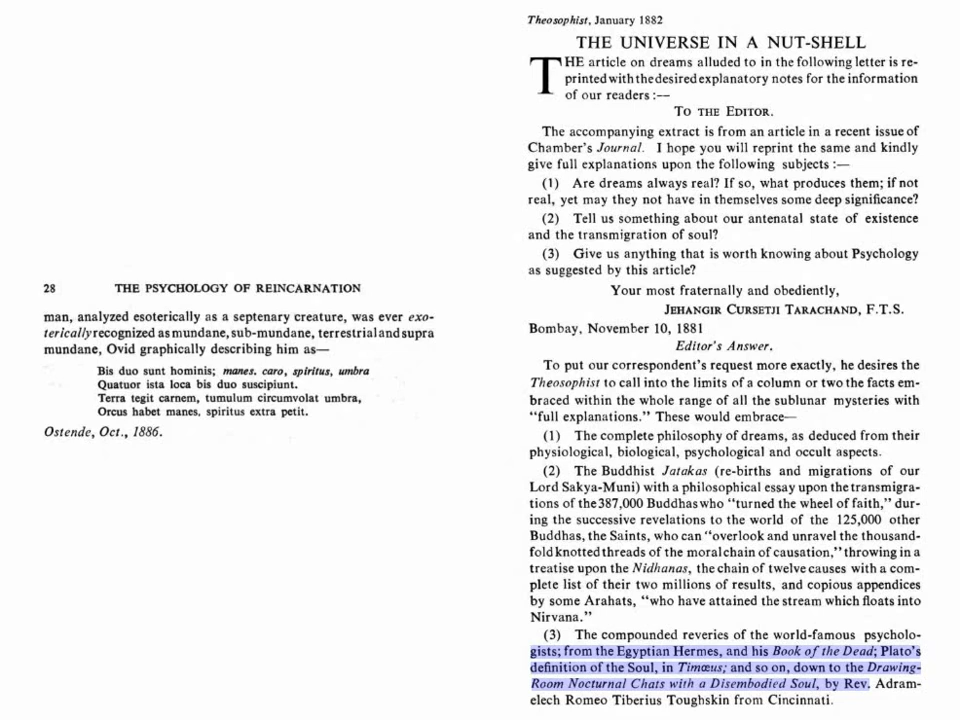 28 THE PSYCHOLOGY OF REINCARNATION
man, analyzed esoterically as a septenary creature, was ever exo-
terically recognized as mundane, sub-mundane, terrestrial and supra
mundane, Ovid graphically describing him as—
Bis duo sunt hominis; manes. caro, spiritus, umbra
Quatuor ista loca bis duo suscipiunt.
Terra tegit carnem, tumulum circumvolat umbra,
Orcus habet manes, spiritus extra petit.
Ostende, Oct., 1886.
Theosophist, January 1882
THE UNIVERSE IN A NUT-SHELL
THE article on dreams alluded to in the following letter is re-
printed with the desired explanatory notes for the information
of our readers :—
TO THE EDITOR.
The accompanying extract is from an article in a recent issue of
Chamber's Journal. I hope you will reprint the same and kindly
give full explanations upon the following subjects :—
(1) Are dreams always real? If so, what produces them; if not
real, yet may they not have in themselves some deep significance?
(2) Tell us something about our antenatal state of existence
and the transmigration of soul?
(3) Give us anything that is worth knowing about Psychology
as suggested by this article?
Your most fraternally and obediently,
JEHANGIR CURSETJI TARACHAND, F.T.S.
Bombay, November 10, 1881
Editor's Answer.
To put our correspondent's request more exactly, he desires the
Theosophist to call into the limits of a column or two the facts em-
braced within the whole range of all the sublunar mysteries with
"full explanations." These would embrace—
(1) The complete philosophy of dreams, as deduced from their
physiological, biological, psychological and occult aspects.
(2) The Buddhist Jatakas (re-births and migrations of our
Lord Sakya-Muni) with a philosophical essay upon the transmigra-
tions of the 387,000 Buddhas who "turned the wheel of faith," dur-
ing the successive revelations to the world of the 125,000 other
Buddhas, the Saints, who can "overlook and unravel the thousand-
fold knotted threads of the moral chain of causation," throwing in a
treatise upon the Nidhanas, the chain of twelve causes with a com-
plete list of their two millions of results, and copious appendices
by some Arahats, "who have attained the stream which floats into
Nirvana."
(3) The compounded reveries of the world-famous psycholo-
gists; from the Egyptian Hermes, and his Book of the Dead; Plato's
definition of the Soul, in Timœus; and so on, down to the Drawing-
Room Nocturnal Chats with a Disembodied Soul, by Rev. Adram-
elech Romeo Tiberius Toughskin from Cincinnati.